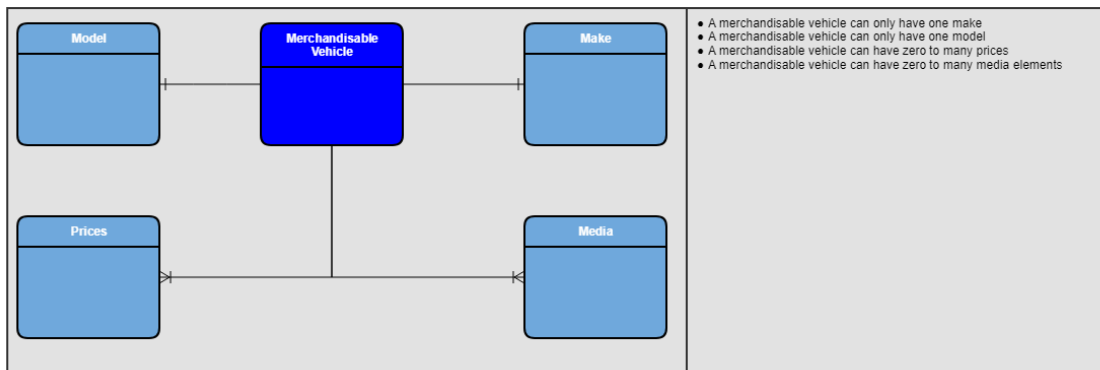 Model
Merchandisable
Vehicle
Make
Prices
Media
● A merchandisable vehicle can only have one make
● A merchandisable vehicle can only have one model
● A merchandisable vehicle can have zero to many prices
● A merchandisable vehicle can have zero to many media elements